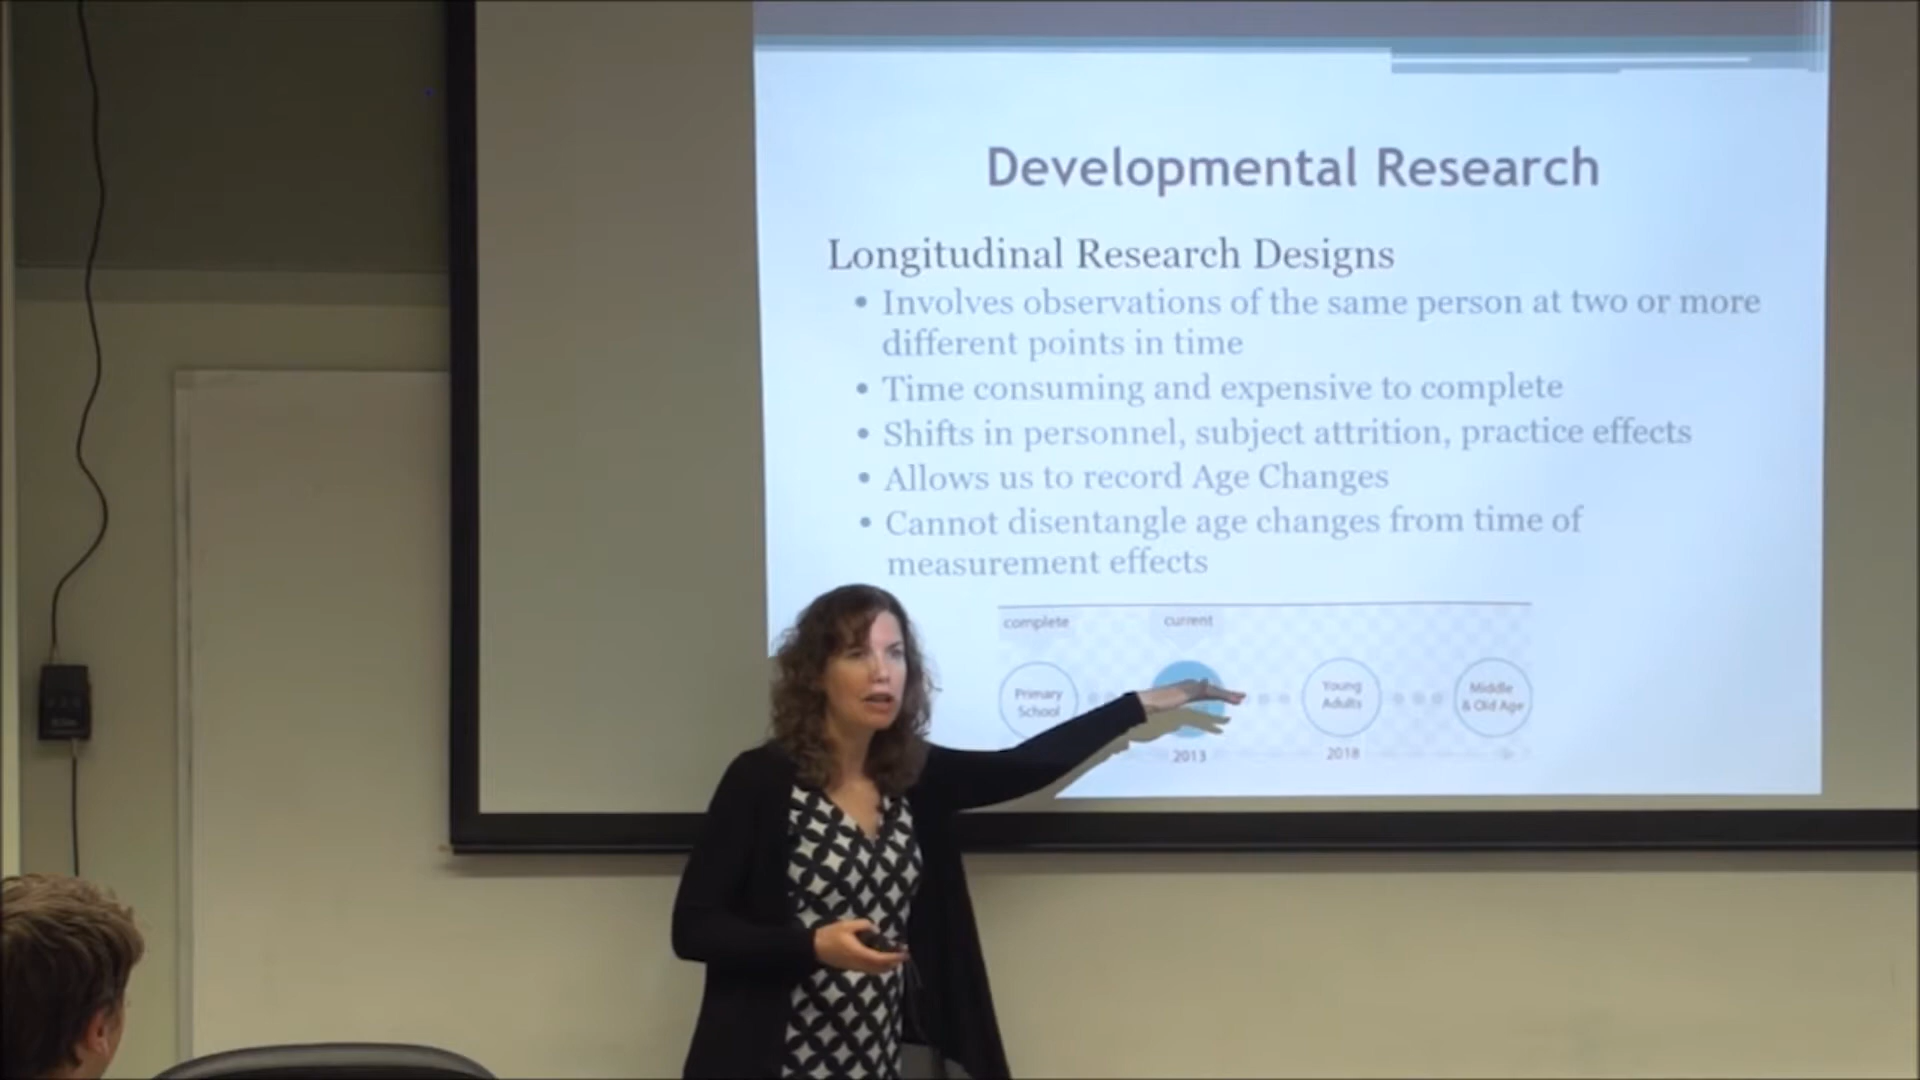 Developmental Research
Longitudinal Research Designs
• Involves observations of the same person at two or more
different points in time
• Time consuming and expensive to complete
• Shifts in personnel, subject attrition, practice effects
• Allows us to record Age Changes
• Cannot disentangle age changes from time of
measurement effects
complete
current
Primary
School
Young
Adults
Middle
& Old Age
2013
2018